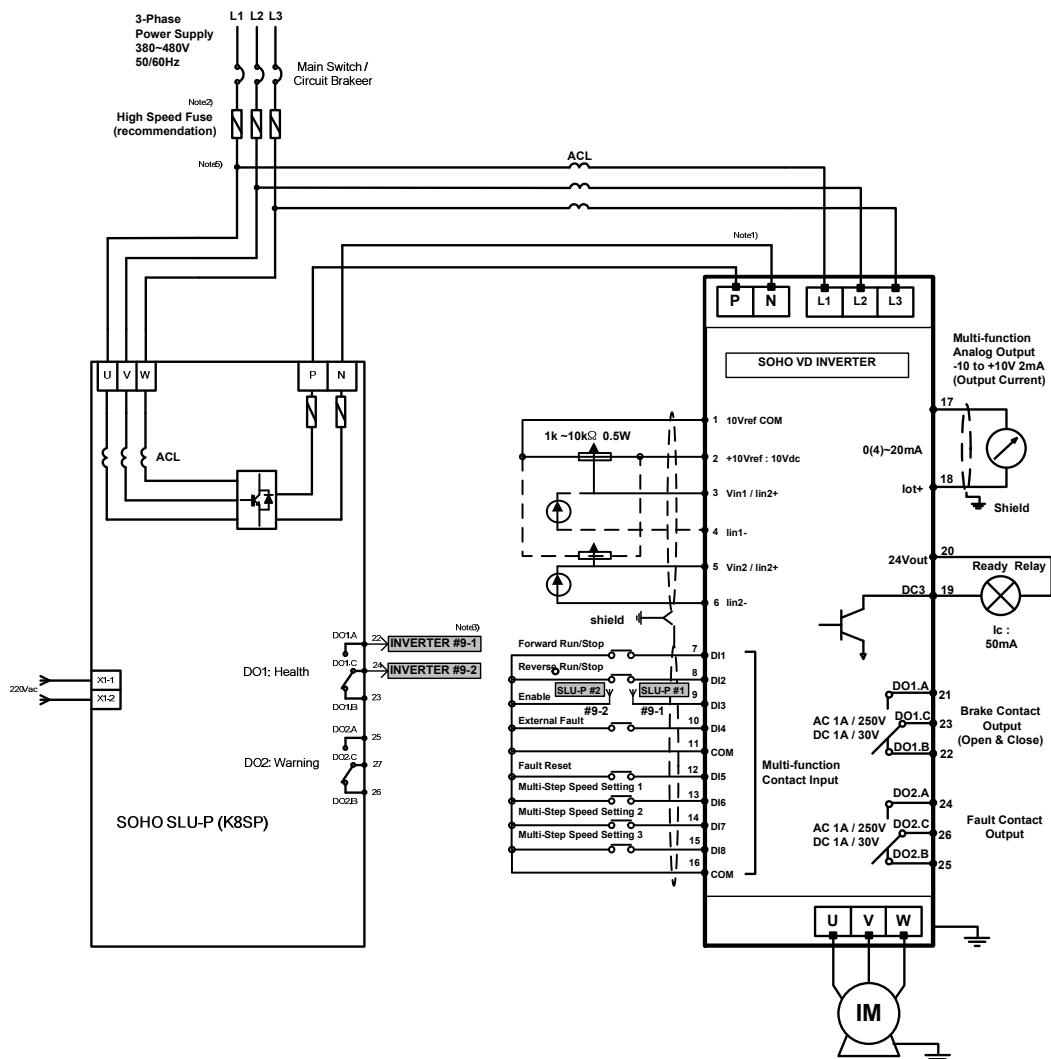 3-Phase
Power Supply
380~480V
50/60Hz
L1 L2 L3
Main Switch /
Circuit Brakeer
Note2)
High Speed Fuse
(recommendation)
Note5)
ACL
Note1)
P N L1 L2 L3
SOHO VD INVERTER
U V W P N
ACL
220Vac
X1-1
X1-2
DO1: Health
DO1.A
DO1.C
DO1.B
22
24
23
Note3)
INVERTER #9-1
INVERTER #9-2
DO2: Warning
DO2.A
DO2.C
DO2.B
25
27
26
SOHO SLU-P (K8SP)
1k ~10kΩ 0.5W
1 10Vref COM
2 +10Vref : 10Vdc
3 Vin1 / Iin2+
4 Iin1-
5 Vin2 / Iin2+
6 Iin2-
shield
Forward Run/Stop 7 DI1
Reverse Run/Stop 8 DI2
Enable SLU-P #2 SLU-P #1 9 DI3
#9-2 #9-1
External Fault 10 DI4
11 COM
Fault Reset 12 DI5
Multi-Step Speed Setting 1 13 DI6
Multi-Step Speed Setting 2 14 DI7
Multi-Step Speed Setting 3 15 DI8
16 COM
Multi-function
Contact Input
Multi-function
Analog Output
-10 to +10V 2mA
(Output Current)
17
0(4)~20mA
18
Iot+
Shield
20
24Vout
Ready Relay
DC3 19
Ic :
50mA
DO1.A 21
AC 1A / 250V
DC 1A / 30V
DO1.C 23
DO1.B 22
Brake Contact
Output
(Open & Close)
DO2.A 24
AC 1A / 250V
DC 1A / 30V
DO2.C 26
DO2.B 25
Fault Contact
Output
U V W
IM